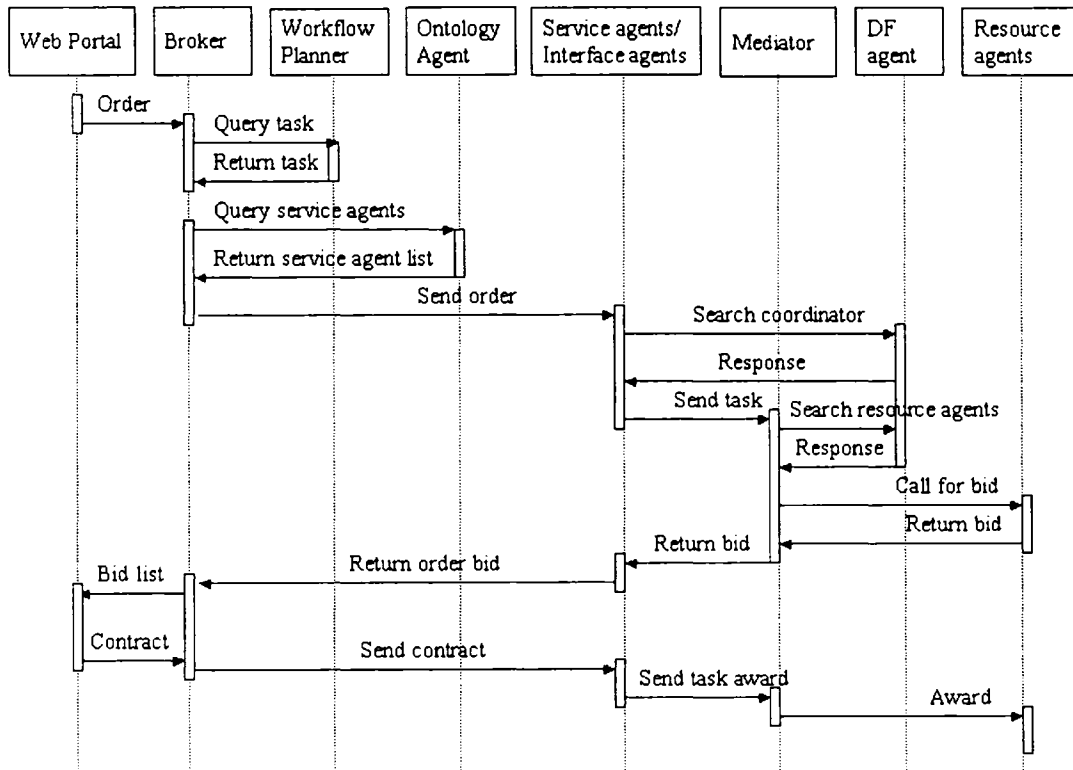 Web Portal
Broker
Workflow
Planner
Ontology
Agent
Service agents/
Interface agents
Mediator
DF
agent
Resource
agents
Order
Query task
Return task
Query service agents
Return service agent list
Send order
Search coordinator
Response
Send task
Search resource agents
Response
Call for bid
Return bid
Return bid
Return order bid
Bid list
Contract
Send contract
Send task award
Award